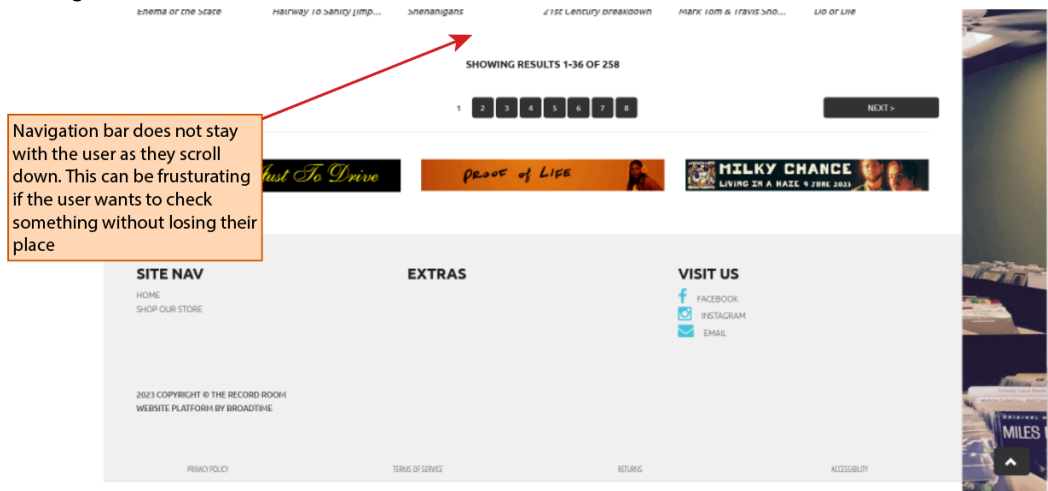 Enema of the State Halfway To Sanity [Imp... Shenanigans 21st Century Breakdown Mark Tom & Travis Sho... Do or Die
SHOWING RESULTS 1-36 OF 258
1 2 3 4 5 6 7 8 NEXT >
Navigation bar does not stay
with the user as they scroll
down. This can be frusturating
if the user wants to check
something without losing their
place
Just To Drive PROOF of LIFE MILKY CHANCE
LIVING IN A HAZE 9 JUNE 2023
SITE NAV EXTRAS VISIT US
HOME FACEBOOK
SHOP OUR STORE INSTAGRAM
EMAIL
2023 COPYRIGHT © THE RECORD ROOM
WEBSITE PLATFORM BY BROADTIME
MILES
PRIVACY POLICY TERMS OF SERVICE RETURNS ACCESSIBILITY